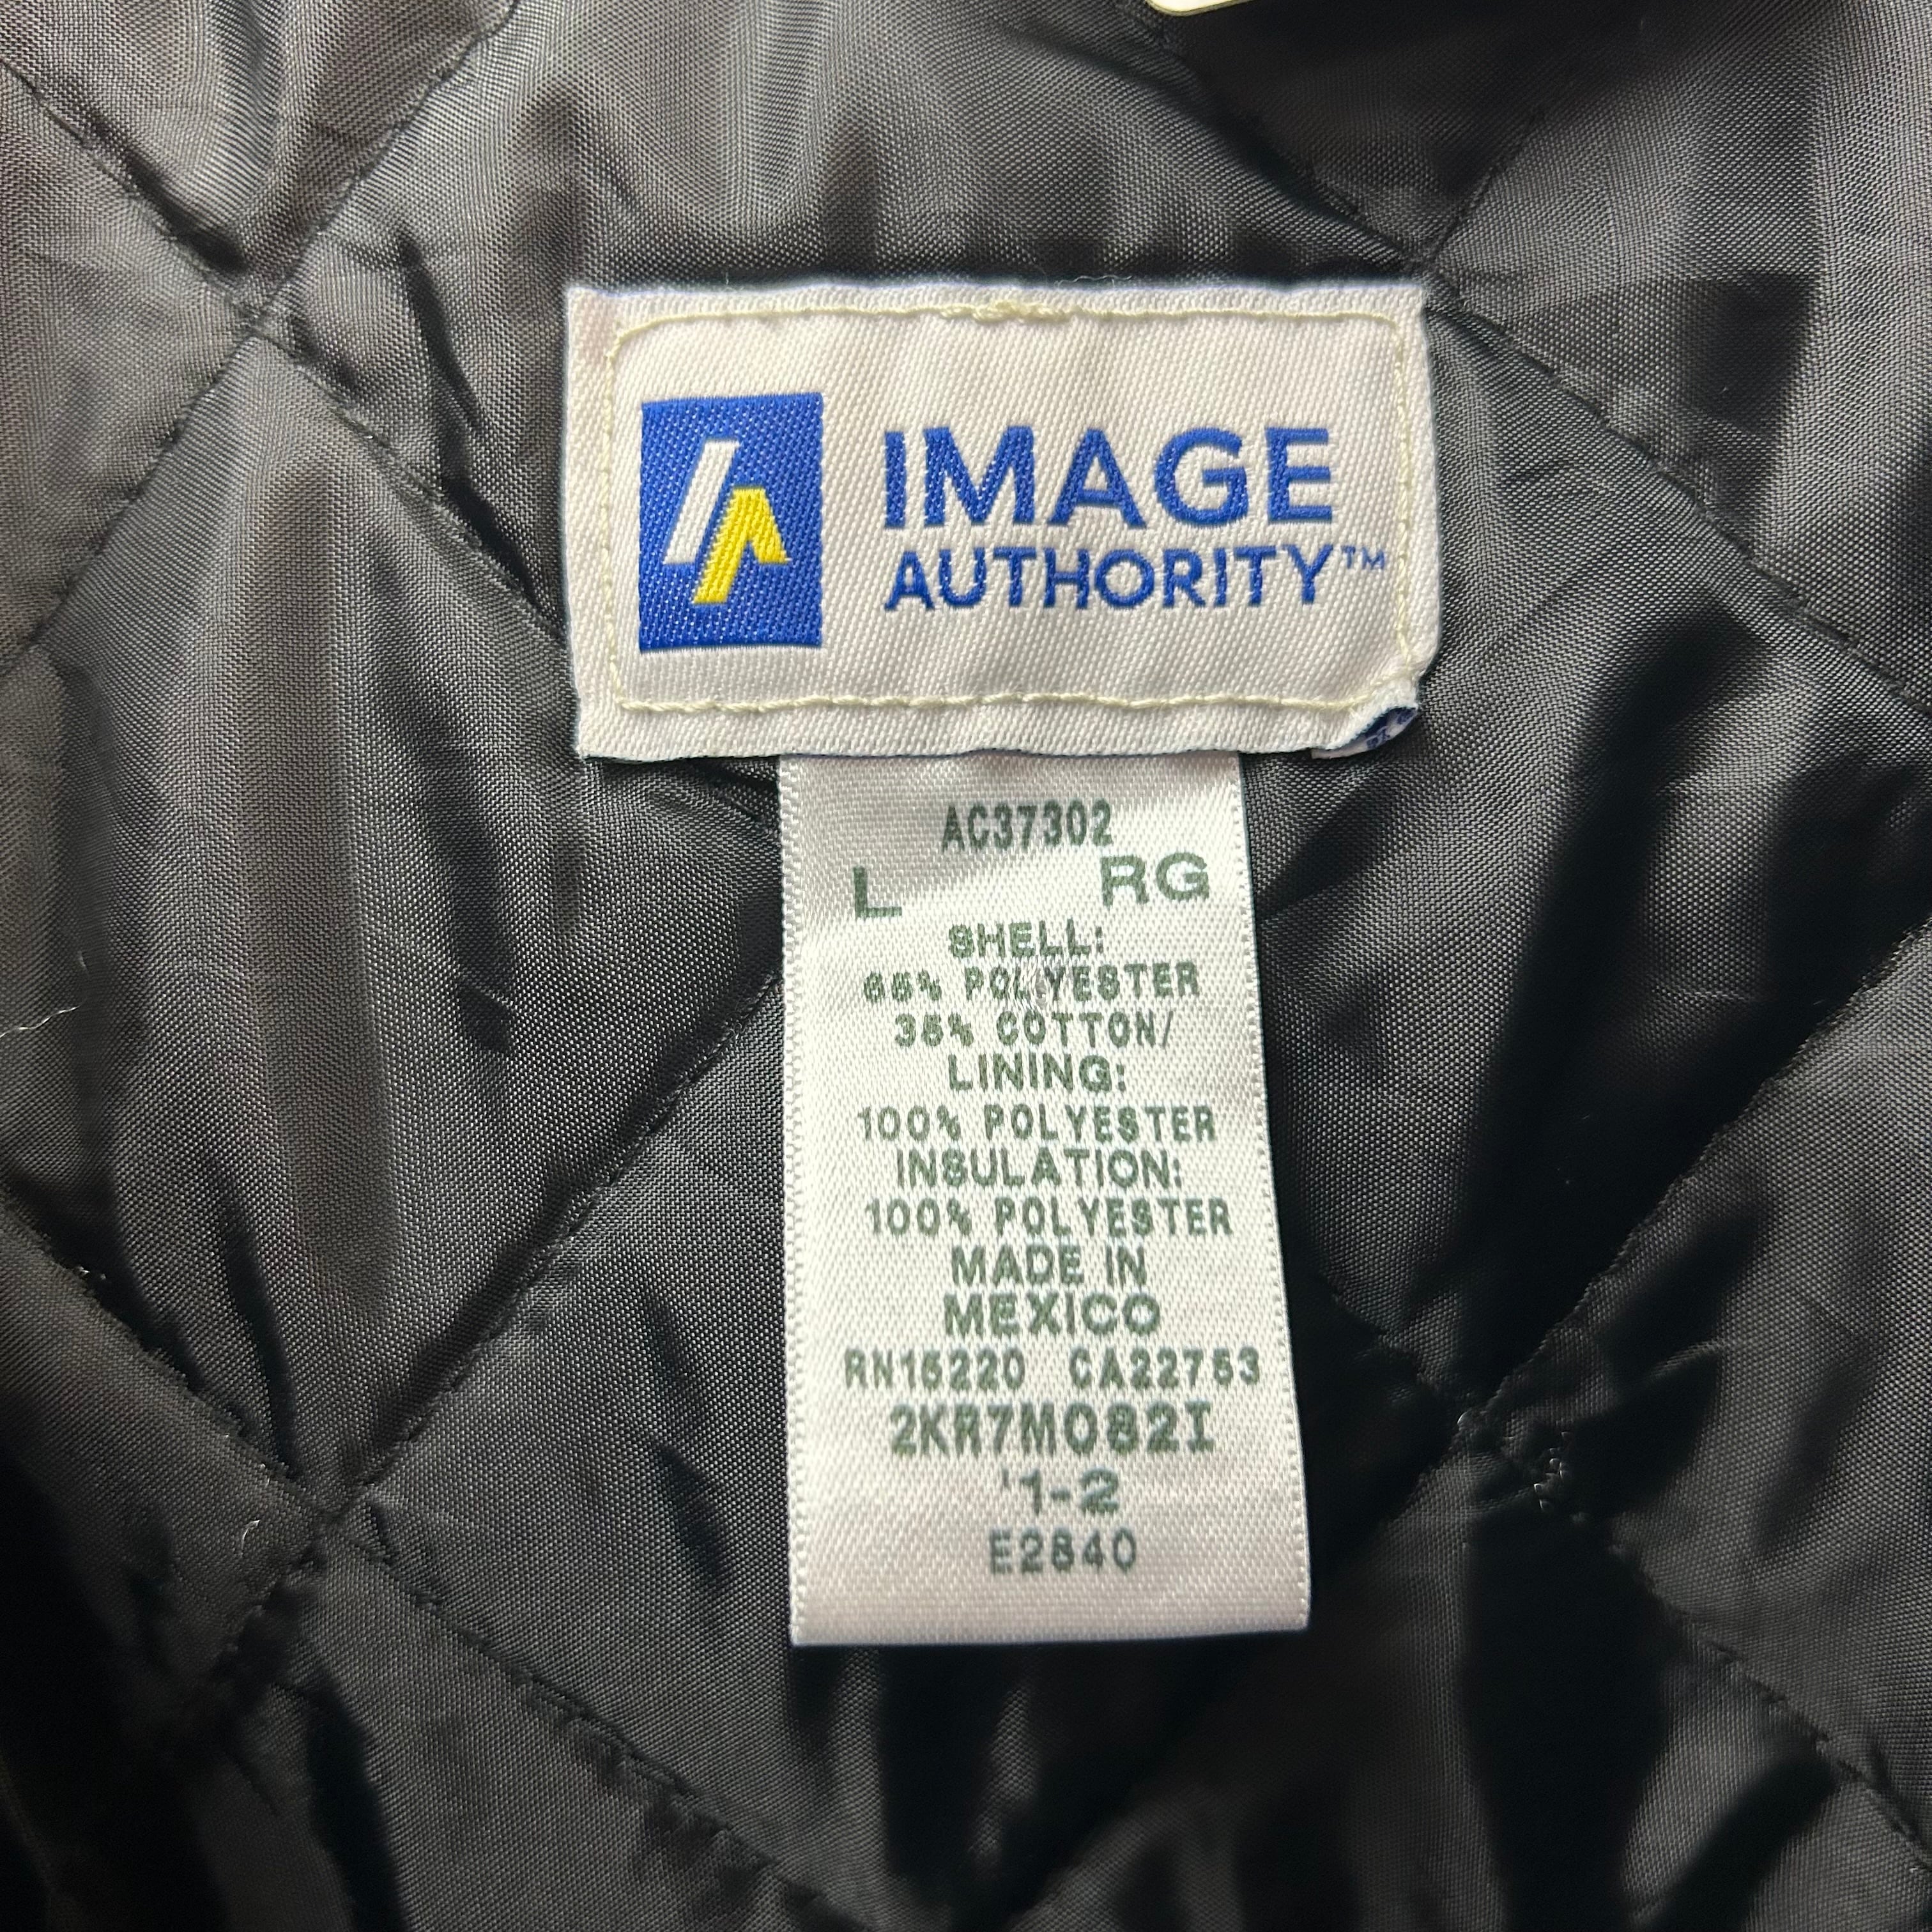 IMAGE
AUTHORITY™
AC37302
L RG
SHELL:
65% POLYESTER
35% COTTON/
LINING:
100% POLYESTER
INSULATION:
100% POLYESTER
MADE IN
MEXICO
RN15220 CA22753
2KR7M082I
'1-2
E2840